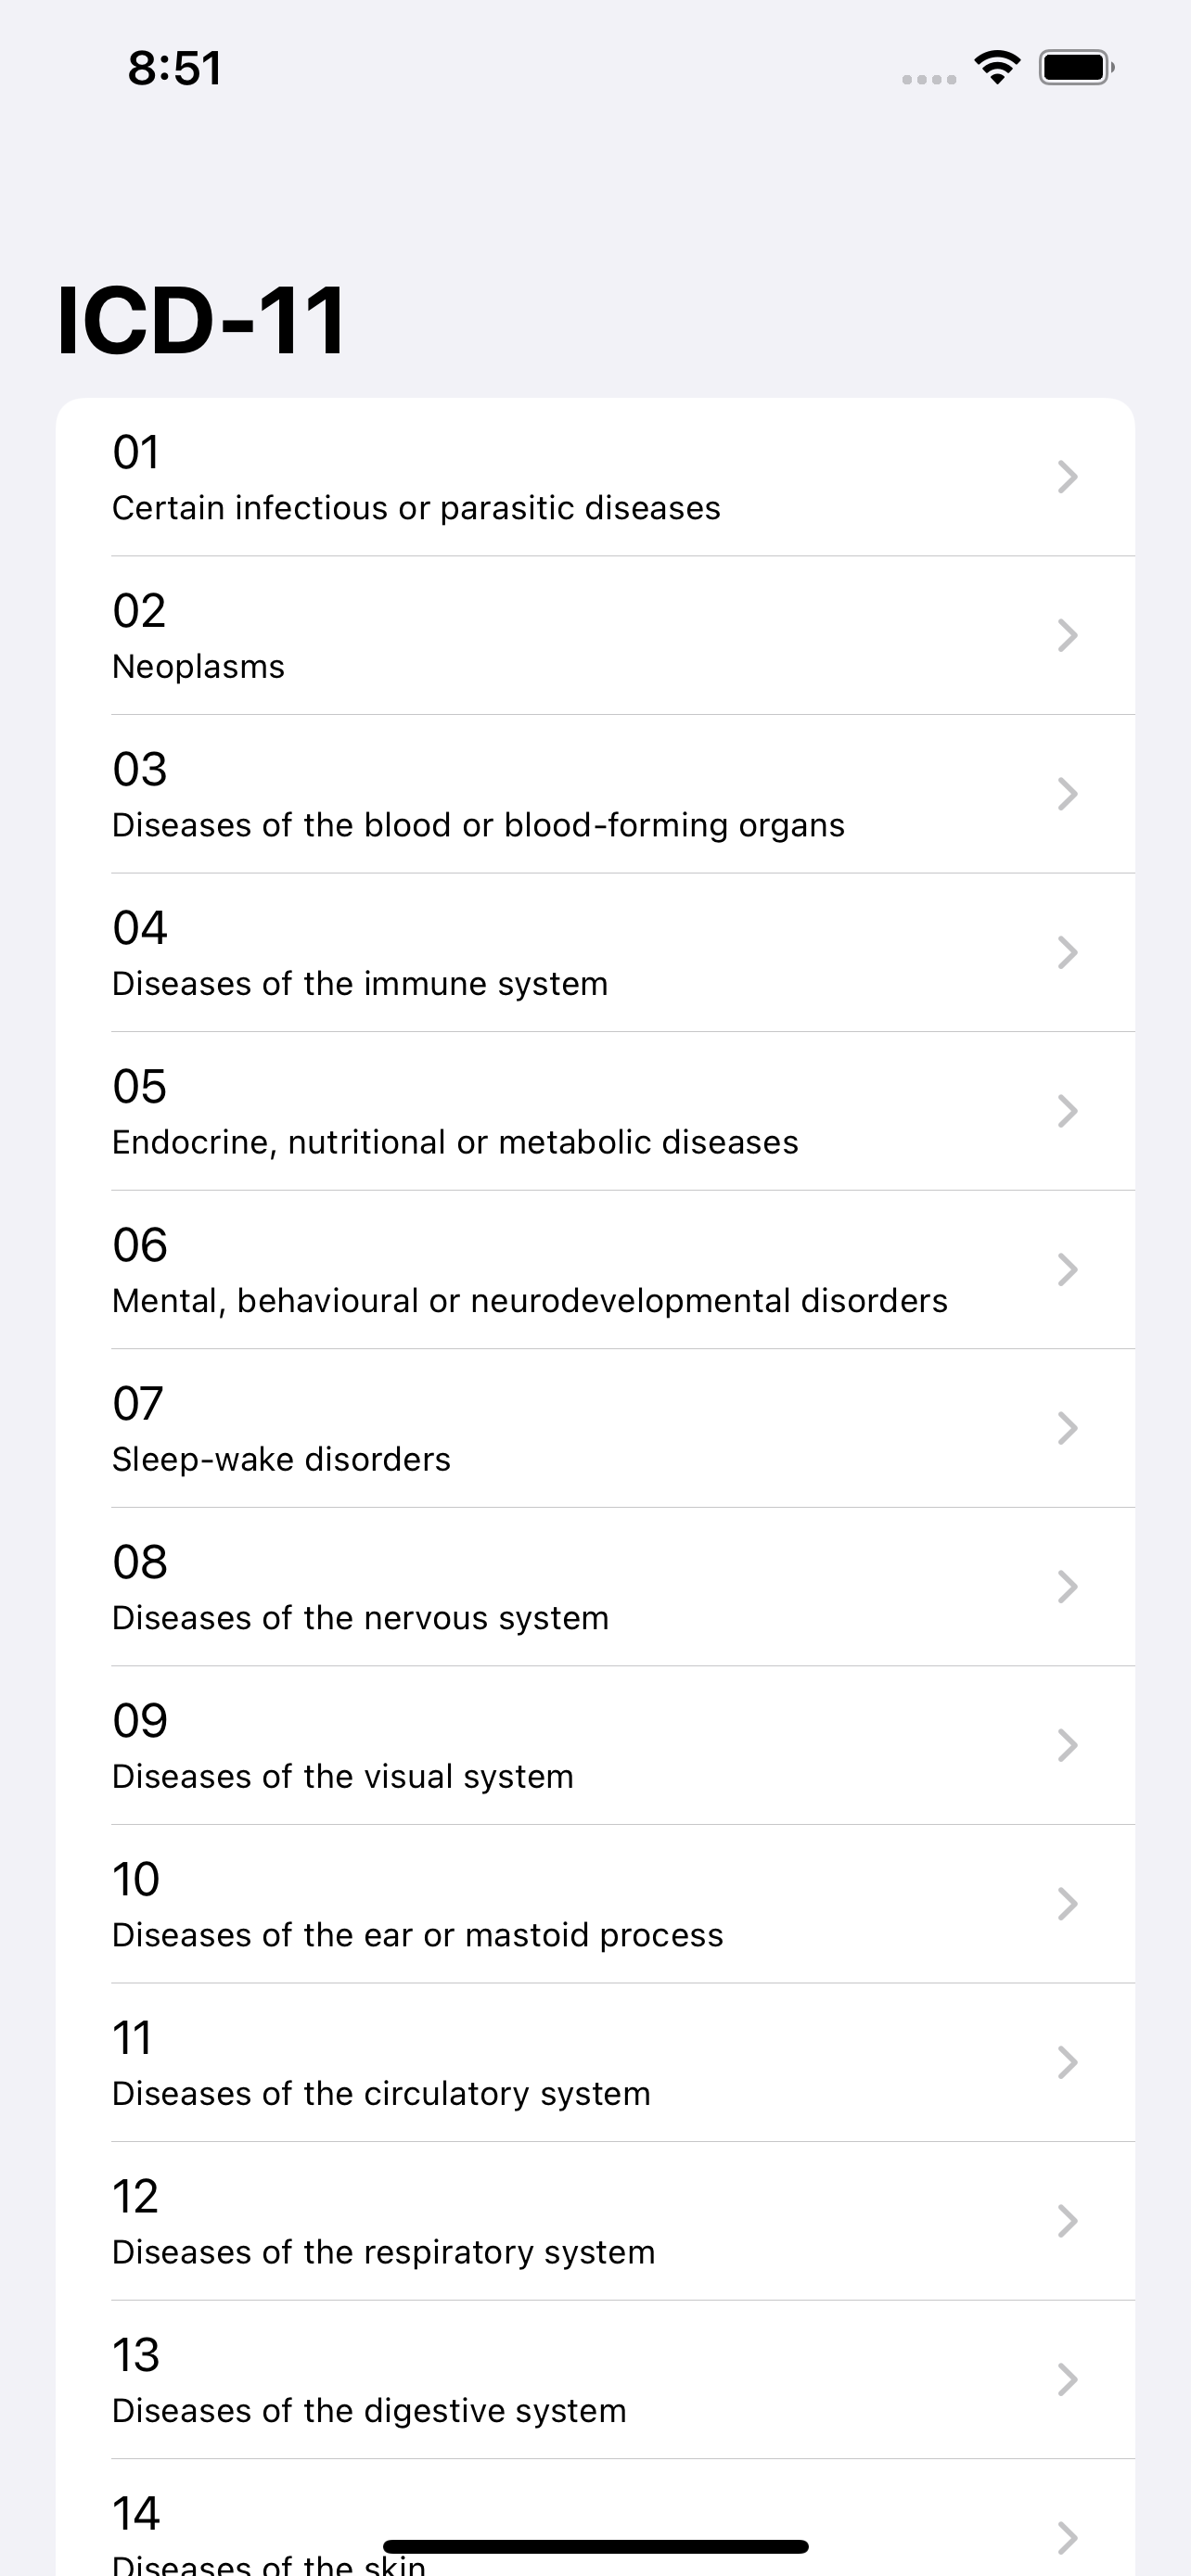 8:51
ICD-11
01
Certain infectious or parasitic diseases
02
Neoplasms
03
Diseases of the blood or blood-forming organs
04
Diseases of the immune system
05
Endocrine, nutritional or metabolic diseases
06
Mental, behavioural or neurodevelopmental disorders
07
Sleep-wake disorders
08
Diseases of the nervous system
09
Diseases of the visual system
10
Diseases of the ear or mastoid process
11
Diseases of the circulatory system
12
Diseases of the respiratory system
13
Diseases of the digestive system
14
Diseases of the skin